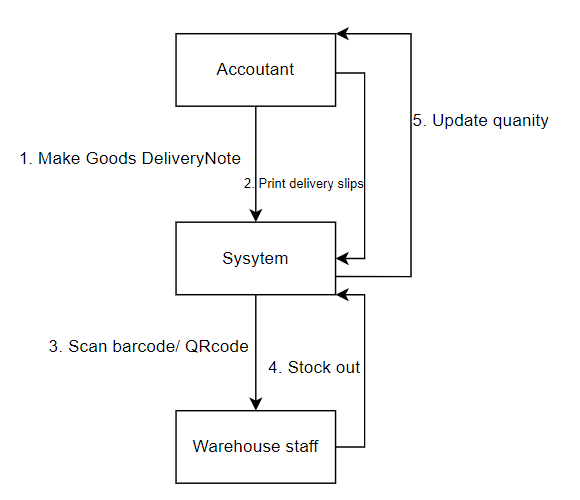 Accoutant
5. Update quanity
1. Make Goods DeliveryNote
2. Print delivery slips
Sysytem
3. Scan barcode/ QRcode
4. Stock out
Warehouse staff